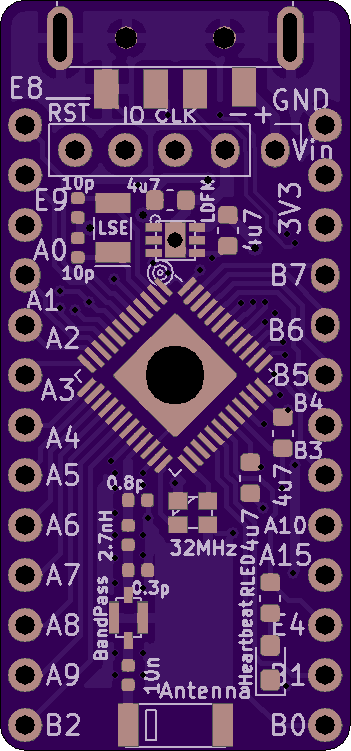 E8
GND
RST
IO CLK
- +
Vin
10p
4u7
LDFK
E9
LSE
4u7
3V3
A0
10p
B7
A1
A2
B6
A3
B5
B4
A4
B3
A5
4u7
0.8p
A6
2.7nH
4u7
A10
32MHz
A15
A7
0.3p
RLED
BandPass
Heartbeat
A8
E4
A9
1n
Antenna
B1
B2
B0